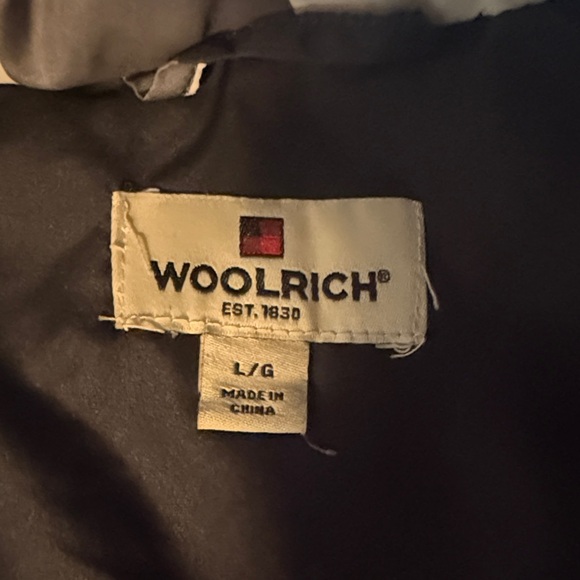 WOOLRICH®
EST. 1830
L/G
MADE IN
CHINA